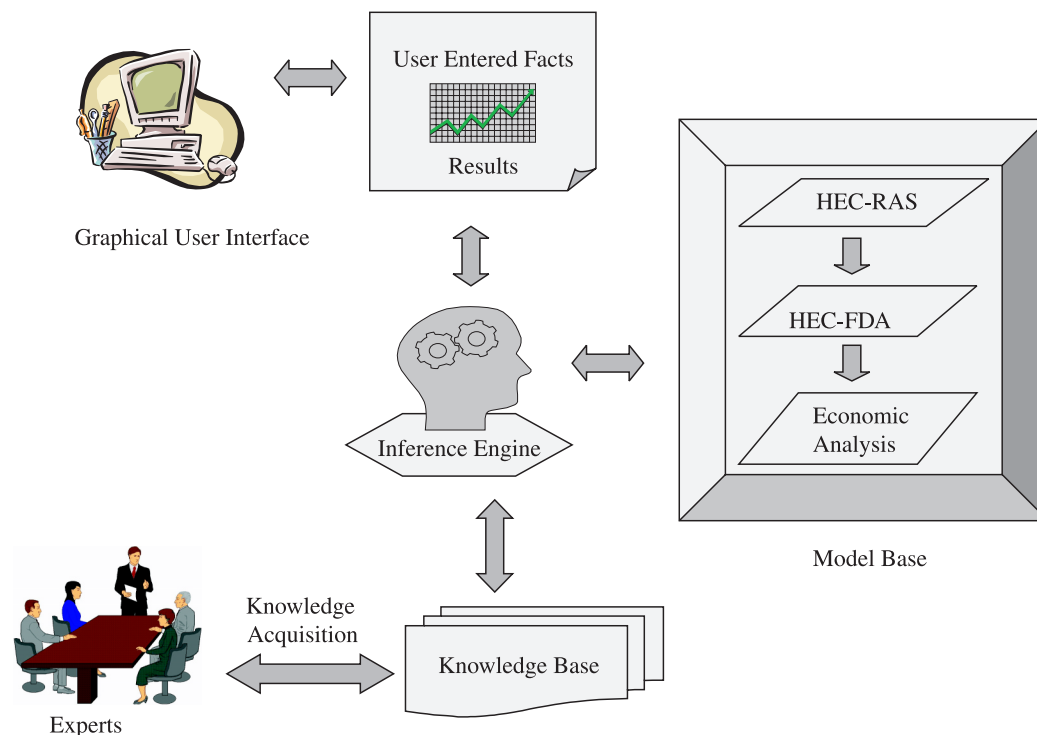 User Entered Facts
Results
Graphical User Interface
HEC-RAS
HEC-FDA
Economic
Analysis
Inference Engine
Model Base
Knowledge
Acquisition
Knowledge Base
Experts